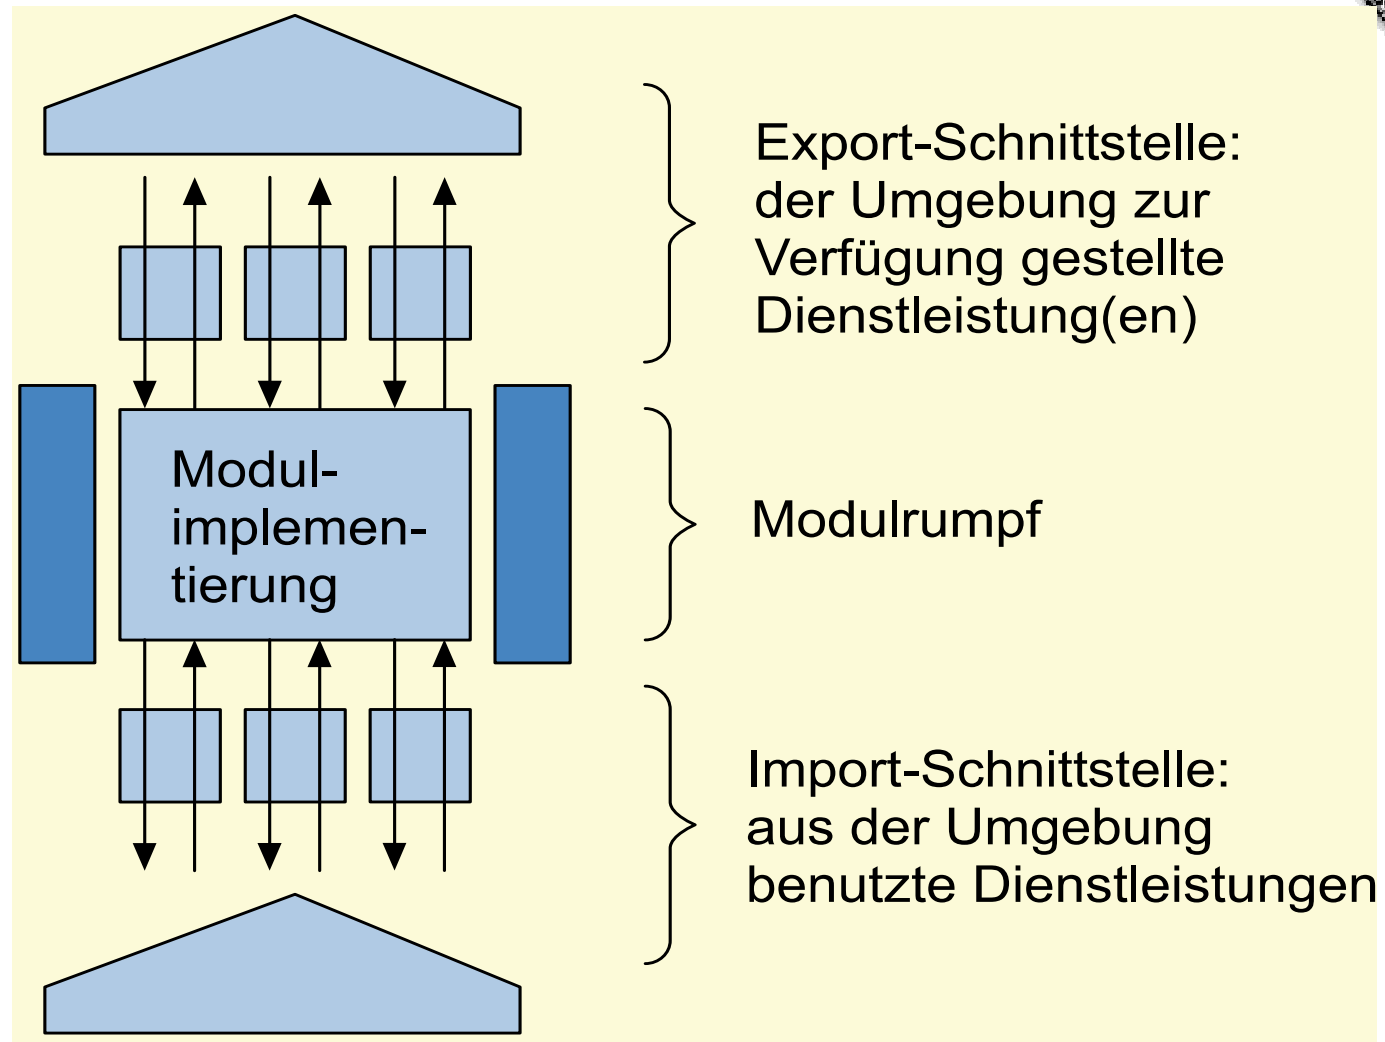 Export-Schnittstelle:
der Umgebung zur
Verfügung gestellte
Dienstleistung(en)
Modul-
implemen-
tierung
Modulrumpf
Import-Schnittstelle:
aus der Umgebung
benutzte Dienstleistungen